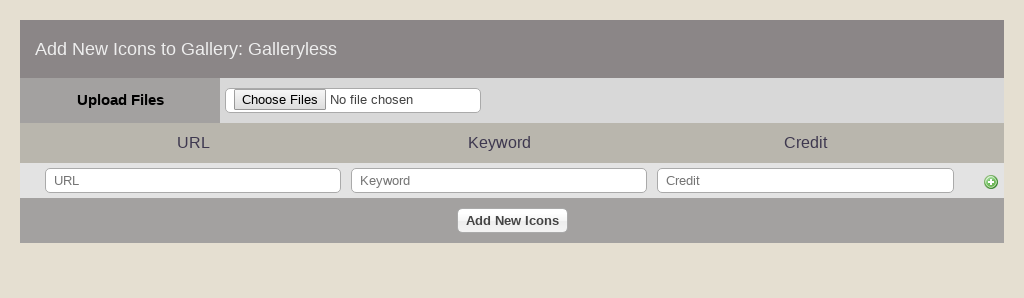 Add New Icons to Gallery: Galleryless
Upload Files
Choose Files No file chosen
URL Keyword Credit
URL Keyword Credit
Add New Icons